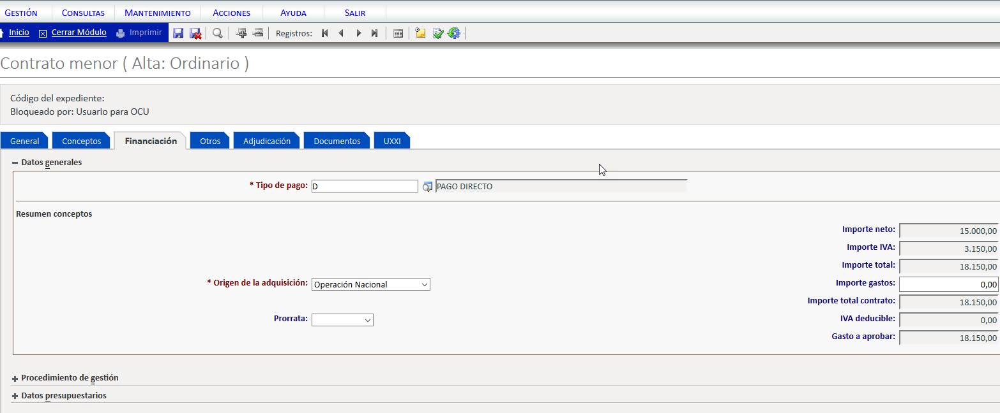 Gestión Consultas Mantenimiento Acciones Ayuda Salir
Inicio Cerrar Módulo Imprimir Registros:
Contrato menor ( Alta: Ordinario )
Código del expediente:
Bloqueado por: Usuario para OCU
General Conceptos Financiación Otros Adjudicación Documentos UXXI
Datos generales
* Tipo de pago: D PAGO DIRECTO
Resumen conceptos
Importe neto: 15.000,00
Importe IVA: 3.150,00
Importe total: 18.150,00
* Origen de la adquisición: Operación Nacional Importe gastos: 0,00
Importe total contrato: 18.150,00
Prorrata: IVA deducible: 0,00
Gasto a aprobar: 18.150,00
Procedimiento de gestión
Datos presupuestarios